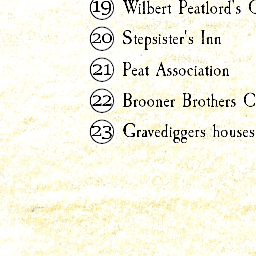 19 Wilbert Peatlord's
20 Stepsister's Inn
21 Peat Association
22 Brooner Brothers C
23 Gravediggers houses